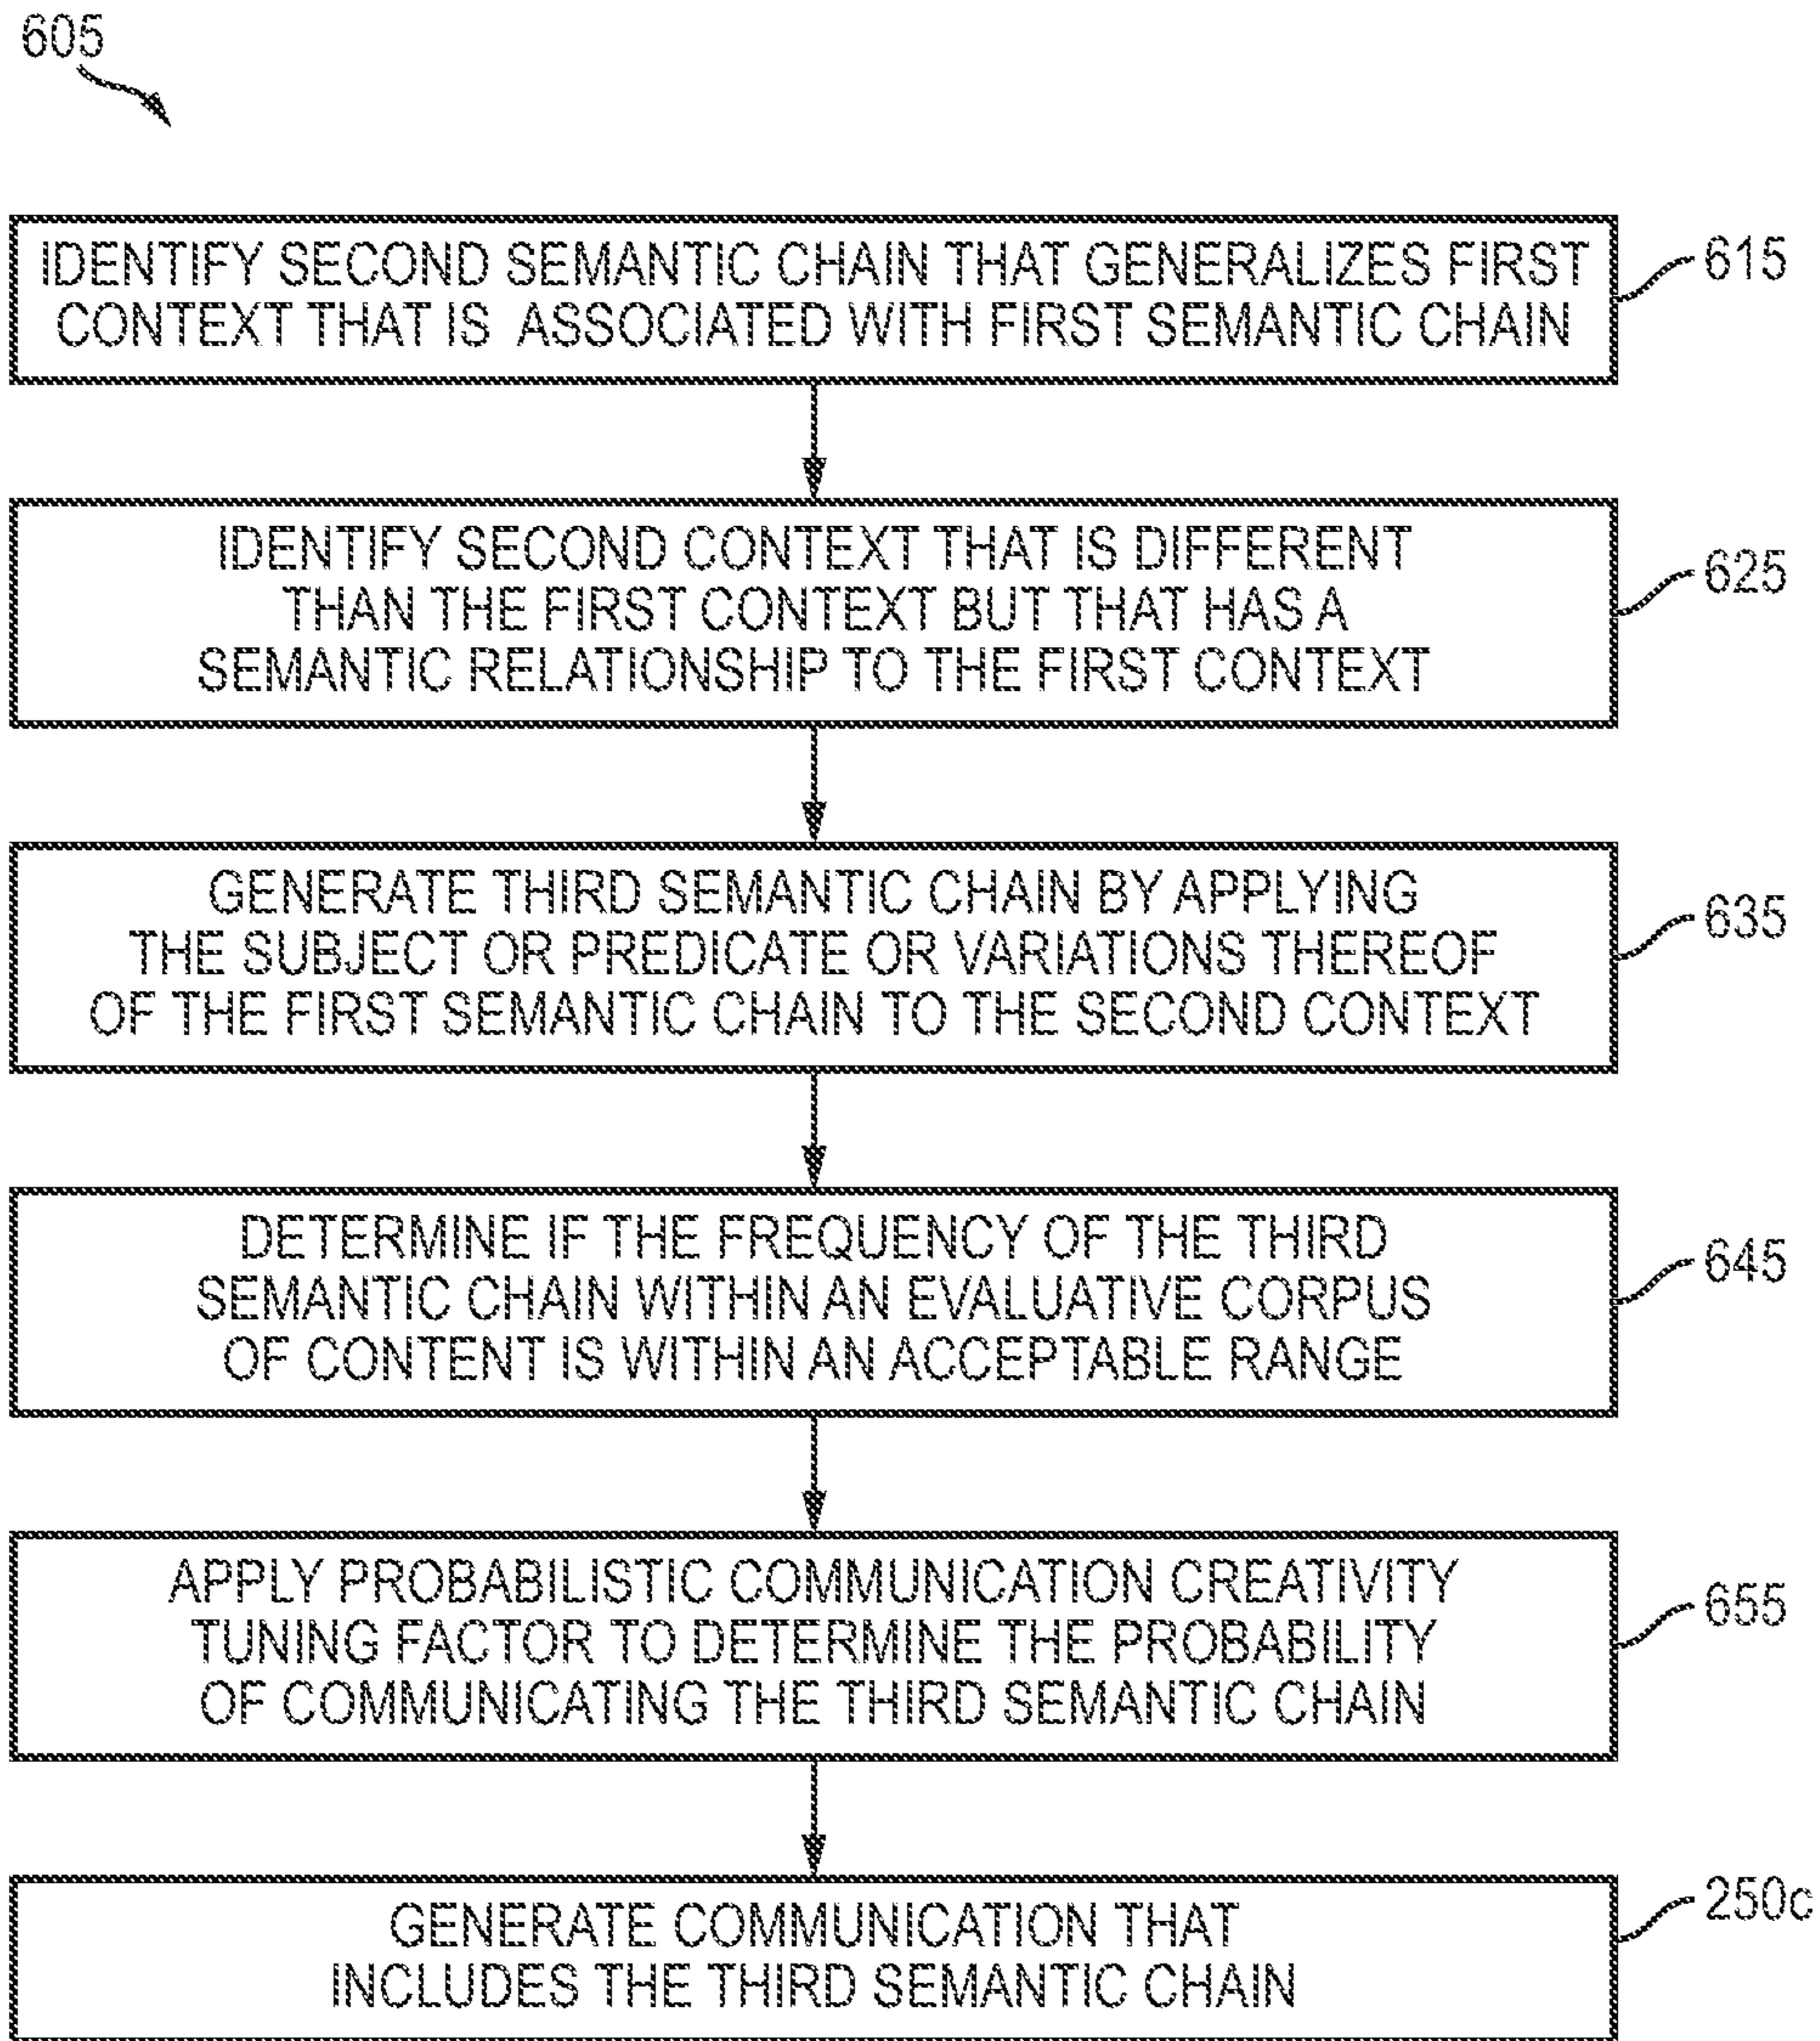 605
IDENTIFY SECOND SEMANTIC CHAIN THAT GENERALIZES FIRST
CONTEXT THAT IS ASSOCIATED WITH FIRST SEMANTIC CHAIN
615
IDENTIFY SECOND CONTEXT THAT IS DIFFERENT
THAN THE FIRST CONTEXT BUT THAT HAS A
SEMANTIC RELATIONSHIP TO THE FIRST CONTEXT
625
GENERATE THIRD SEMANTIC CHAIN BY APPLYING
THE SUBJECT OR PREDICATE OR VARIATIONS THEREOF
OF THE FIRST SEMANTIC CHAIN TO THE SECOND CONTEXT
635
DETERMINE IF THE FREQUENCY OF THE THIRD
SEMANTIC CHAIN WITHIN AN EVALUATIVE CORPUS
OF CONTENT IS WITHIN AN ACCEPTABLE RANGE
645
APPLY PROBABILISTIC COMMUNICATION CREATIVITY
TUNING FACTOR TO DETERMINE THE PROBABILITY
OF COMMUNICATING THE THIRD SEMANTIC CHAIN
655
GENERATE COMMUNICATION THAT
INCLUDES THE THIRD SEMANTIC CHAIN
250c